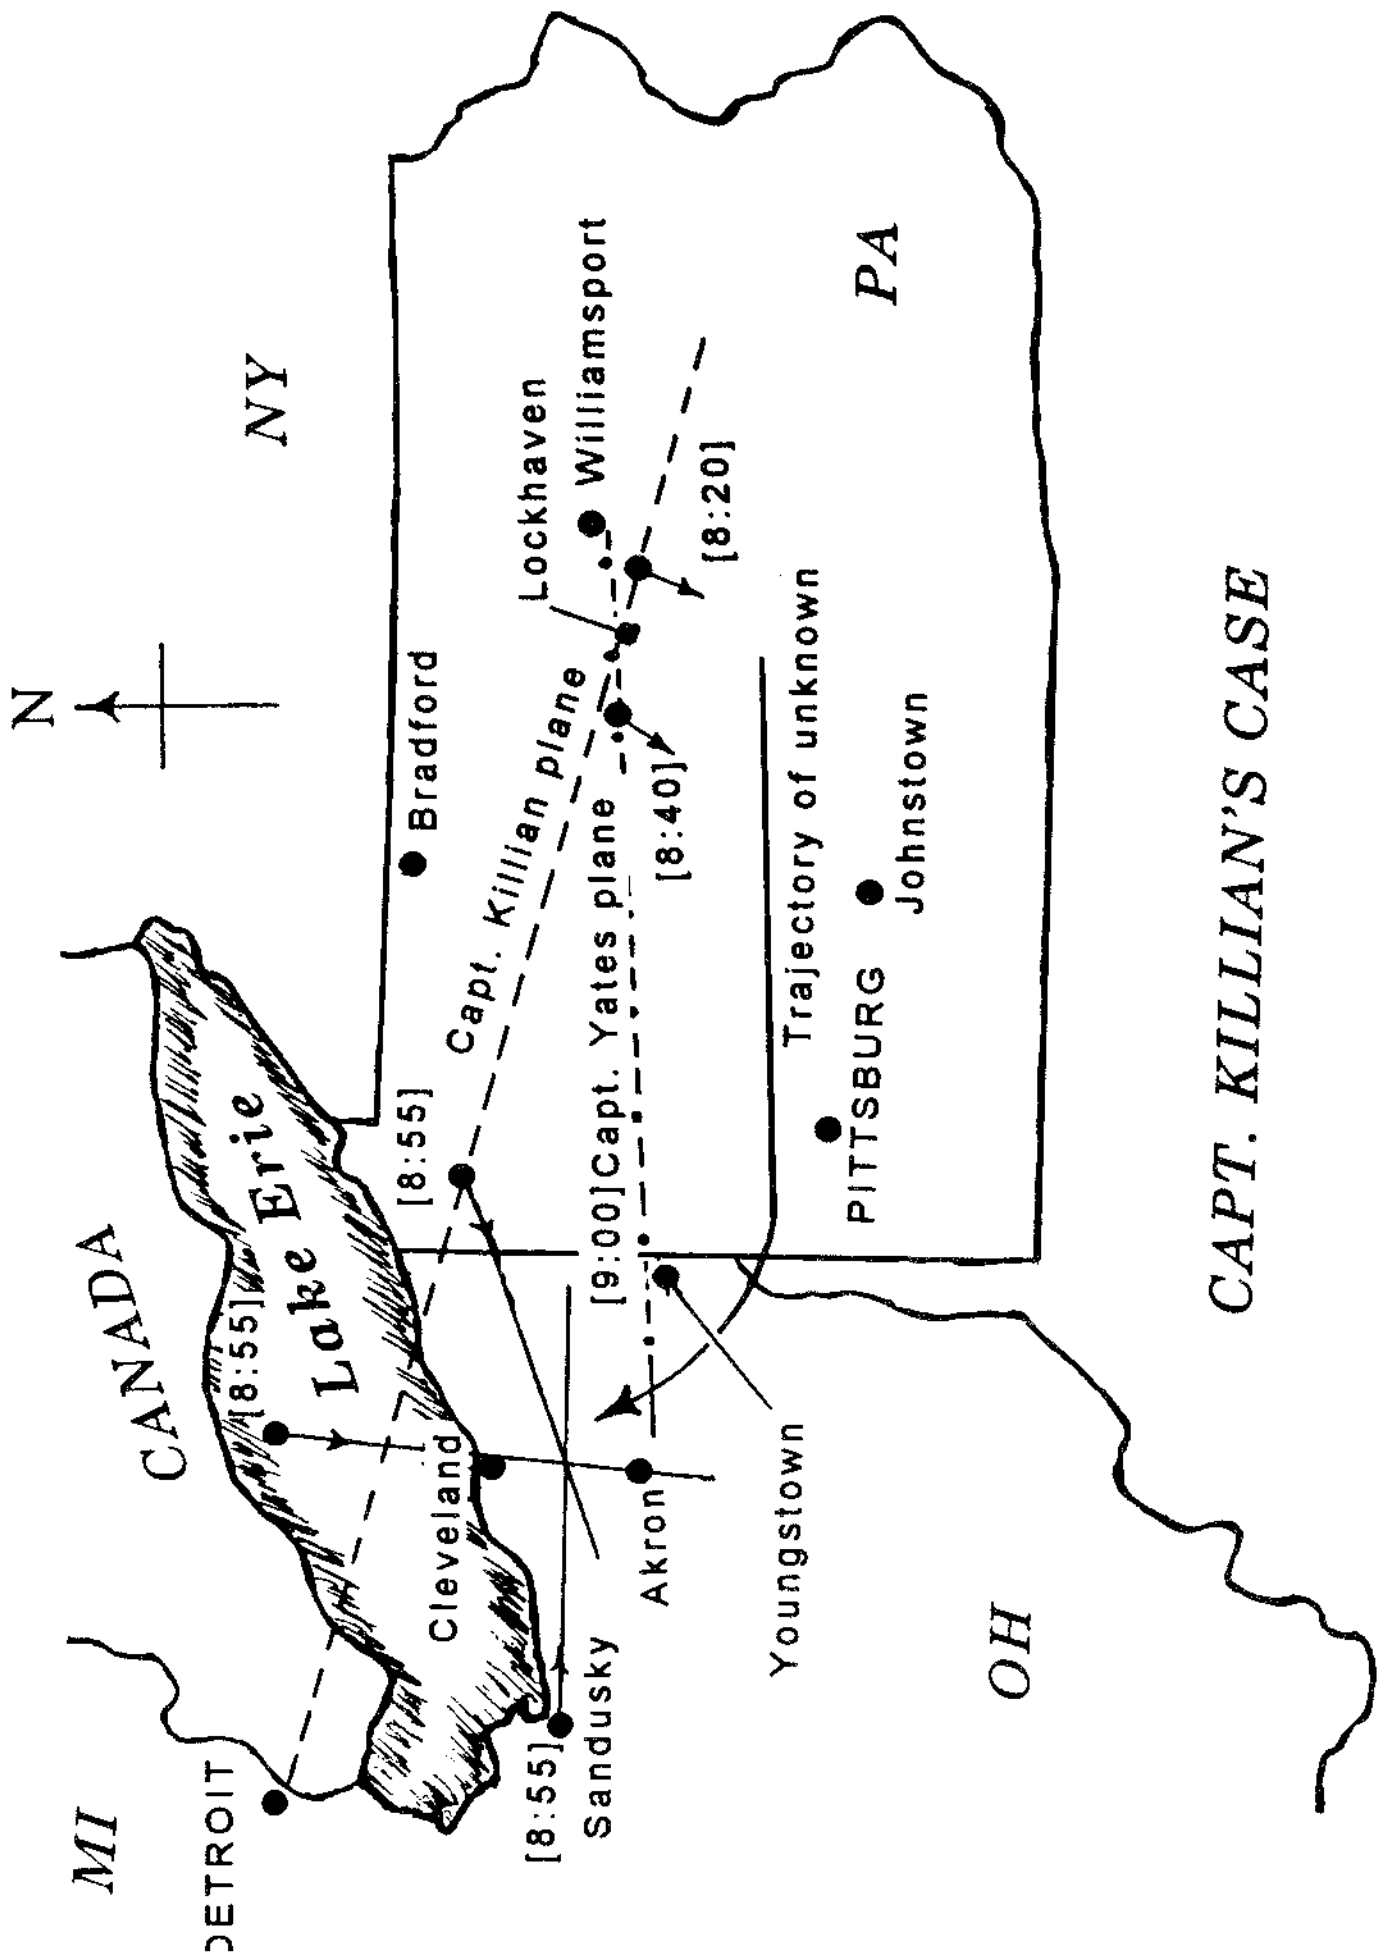 N
MI
CANADA
NY
DETROIT
[8:55]
Lake Erie
[8:55]
Bradford
Cleveland
Capt. Killian plane
Lockhaven
Williamsport
[8:55]
Sandusky
[9:00]Capt. Yates plane
[8:40]
[8:20]
Akron
Youngstown
Trajectory of unknown
PITTSBURG
Johnstown
PA
OH
CAPT. KILLIAN'S CASE